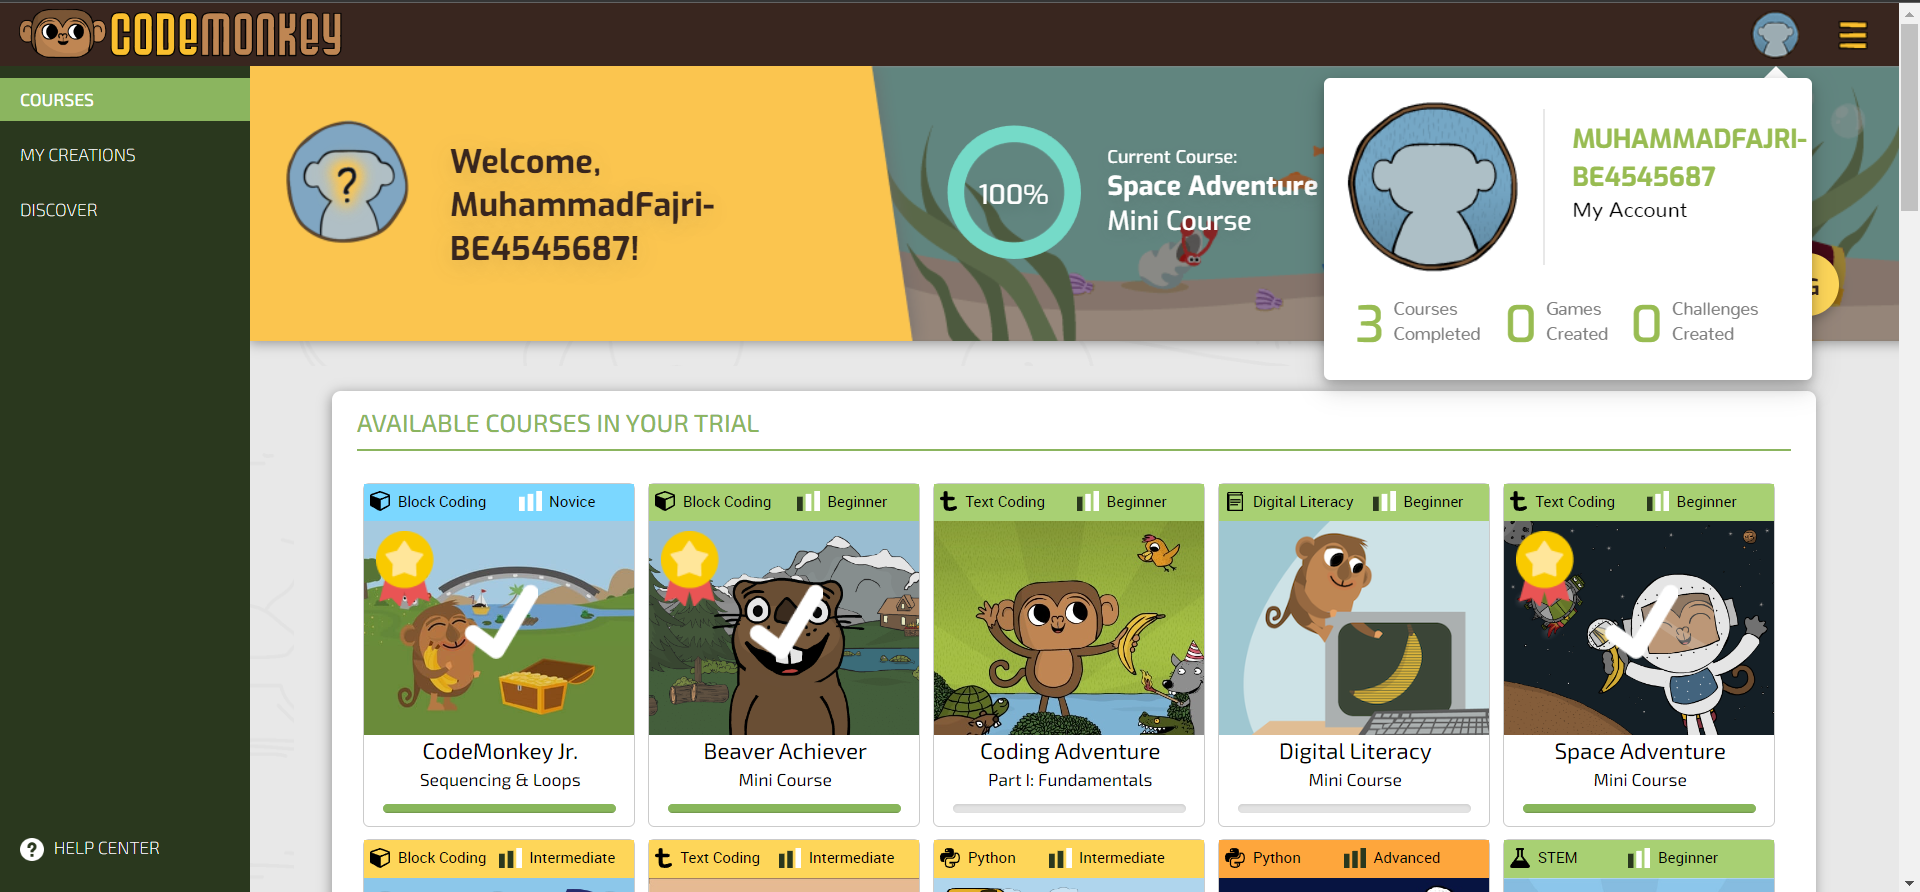 CODEMONKEY
COURSES
MY CREATIONS
DISCOVER
HELP CENTER
?
Welcome,
MuhammadFajri-
BE4545687!
100%
Current Course:
Space Adventure
Mini Course
MUHAMMADFAJRI-
BE4545687
My Account
3 Courses Completed
0 Games Created
0 Challenges Created
AVAILABLE COURSES IN YOUR TRIAL
Block Coding Novice
CodeMonkey Jr.
Sequencing & Loops
Block Coding Beginner
Beaver Achiever
Mini Course
Text Coding Beginner
Coding Adventure
Part I: Fundamentals
Digital Literacy Beginner
Digital Literacy
Mini Course
Text Coding Beginner
Space Adventure
Mini Course
Block Coding Intermediate
Text Coding Intermediate
Python Intermediate
Python Advanced
STEM Beginner